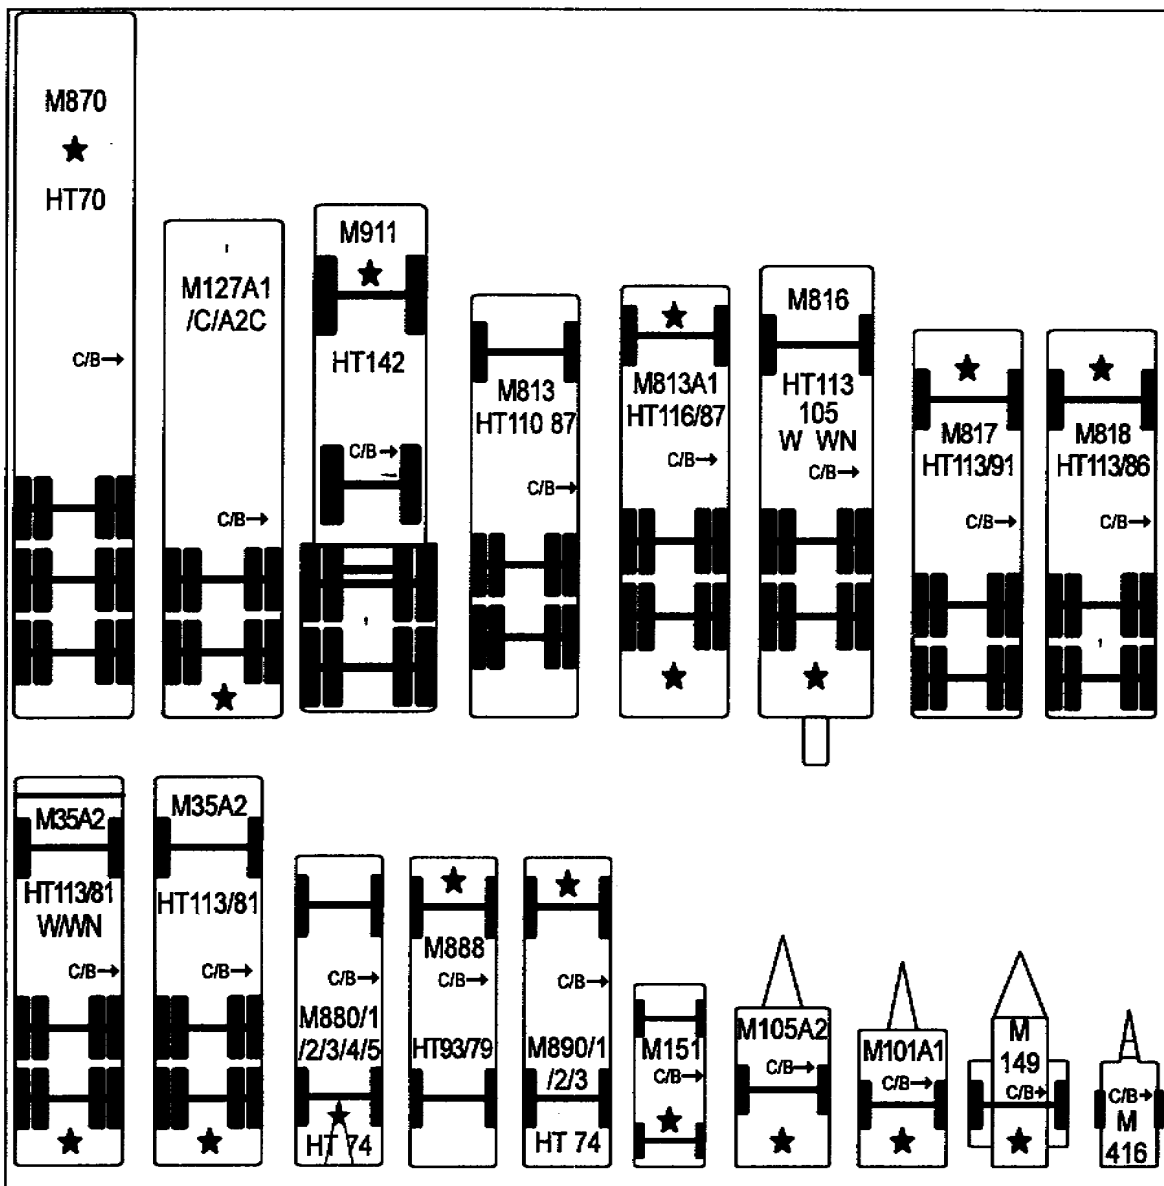 M870
HT70
C/B
M127A1
/C/A2C
C/B
M911
HT142
C/B
M813
HT110 87
C/B
M813A1
HT116/87
C/B
M816
HT113
105
W WN
C/B
M817
HT113/91
C/B
M818
HT113/86
C/B
M35A2
HT113/81
W/WN
C/B
M35A2
HT113/81
C/B
C/B
M880/1
/2/3/4/5
HT 74
M888
C/B
HT93/79
C/B
M890/1
/2/3
HT 74
M151
C/B
M105A2
C/B
M101A1
C/B
M
149
C/B
C/B
M
416